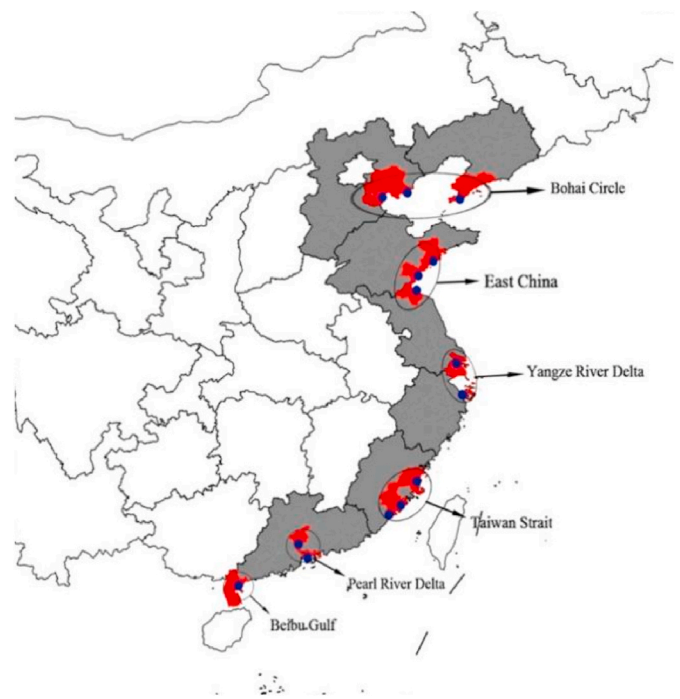 Bohai Circle
East China
Yangze River Delta
Taiwan Strait
Pearl River Delta
Beibu Gulf